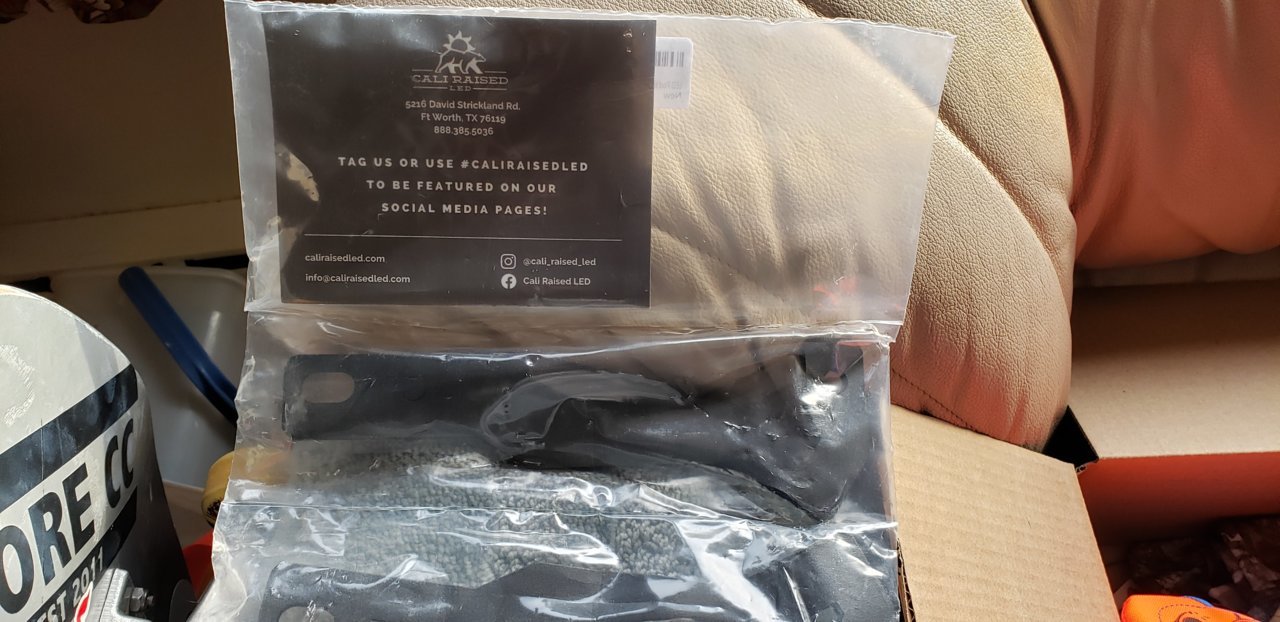 CALI RAISED
LED
5216 David Strickland Rd.
Ft Worth, TX 76119
888.385.5036
TAG US OR USE #CALIRAISEDLED
TO BE FEATURED ON OUR
SOCIAL MEDIA PAGES!
caliraisedled.com
@cali_raised_led
info@caliraisedled.com
Cali Raised LED
New
ORE CC
EST 2011